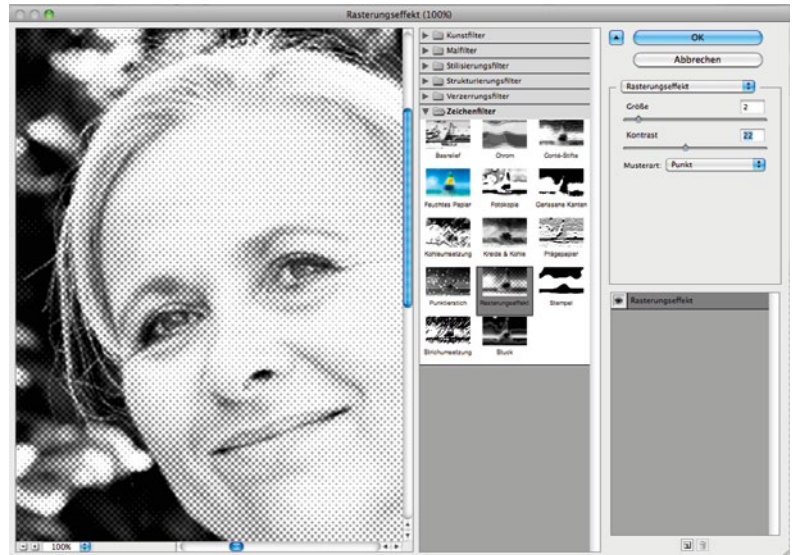 Rasterungseffekt (100%)
Kunstfilter
Malfilter
Stilisierungsfilter
Strukturierungsfilter
Verzerrungsfilter
Zeichenfilter
Basrelief Chrom Conté-Stifte
Feuchtes Papier Fotokopie Gerissene Kanten
Kohleumsetzung Kreide & Kohle Prägepapier
Punktierstich Rasterungseffekt Stempel
Strichumsetzung Stuck
100%
OK
Abbrechen
Rasterungseffekt
Größe 2
Kontrast 22
Musterart: Punkt
Rasterungseffekt